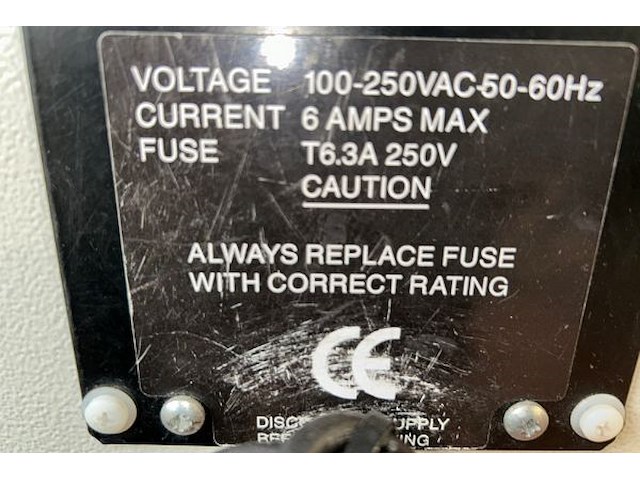 VOLTAGE 100-250VAC-50-60Hz
CURRENT 6 AMPS MAX
FUSE T6.3A 250V
CAUTION
ALWAYS REPLACE FUSE
WITH CORRECT RATING
CE